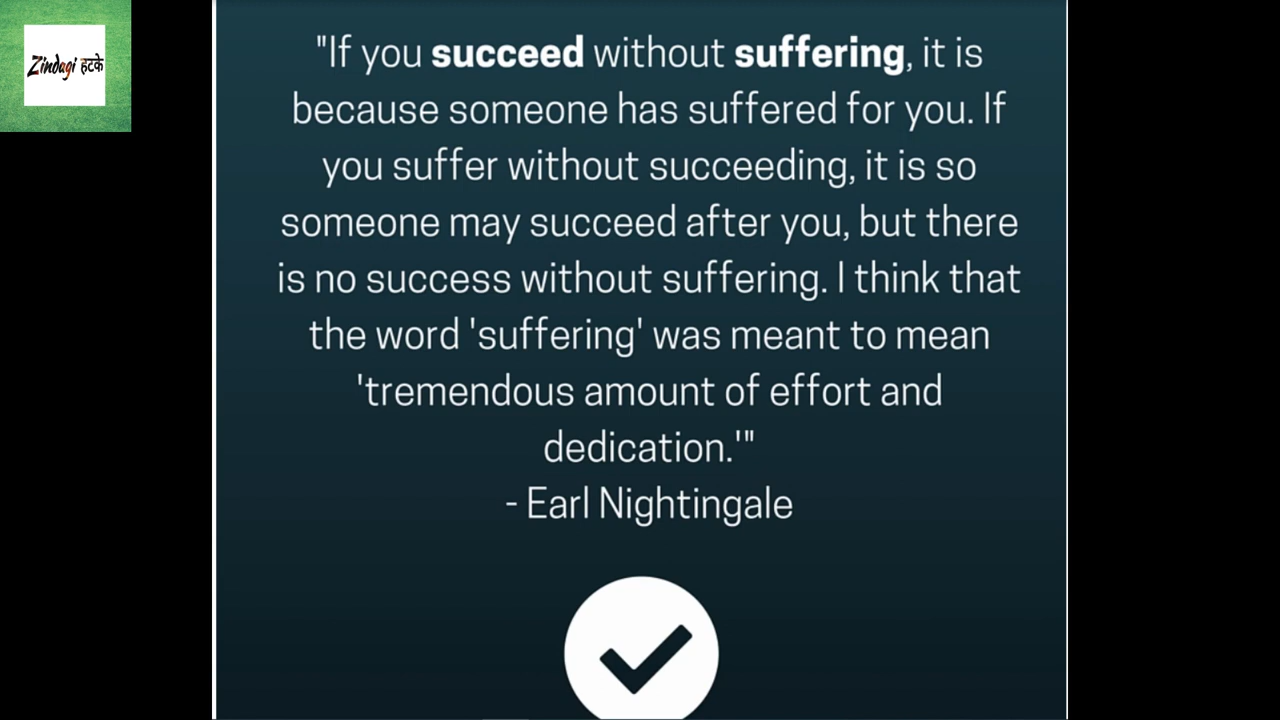 Zindagi हटके
"If you succeed without suffering, it is
because someone has suffered for you. If
you suffer without succeeding, it is so
someone may succeed after you, but there
is no success without suffering. I think that
the word 'suffering' was meant to mean
'tremendous amount of effort and
dedication.'"
- Earl Nightingale